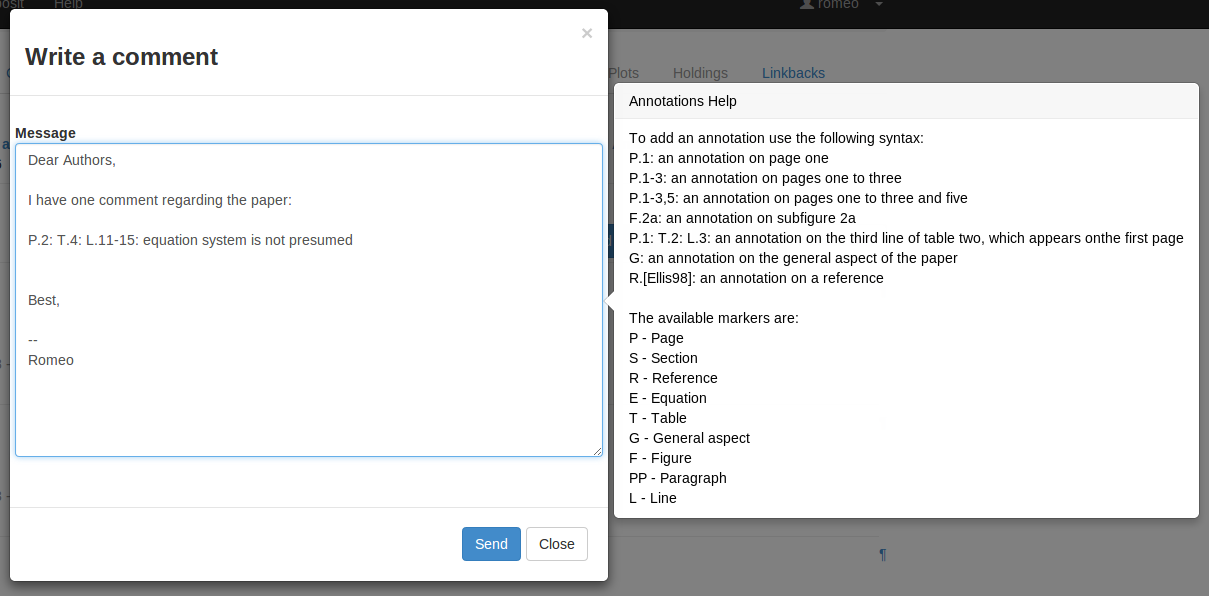 Help
romeo
Write a comment
×
Plots Holdings Linkbacks
Message
Dear Authors,
I have one comment regarding the paper:
P.2: T.4: L.11-15: equation system is not presumed
Best,
--
Romeo
Send Close
Annotations Help
To add an annotation use the following syntax:
P.1: an annotation on page one
P.1-3: an annotation on pages one to three
P.1-3,5: an annotation on pages one to three and five
F.2a: an annotation on subfigure 2a
P.1: T.2: L.3: an annotation on the third line of table two, which appears onthe first page
G: an annotation on the general aspect of the paper
R.[Ellis98]: an annotation on a reference
The available markers are:
P - Page
S - Section
R - Reference
E - Equation
T - Table
G - General aspect
F - Figure
PP - Paragraph
L - Line
¶